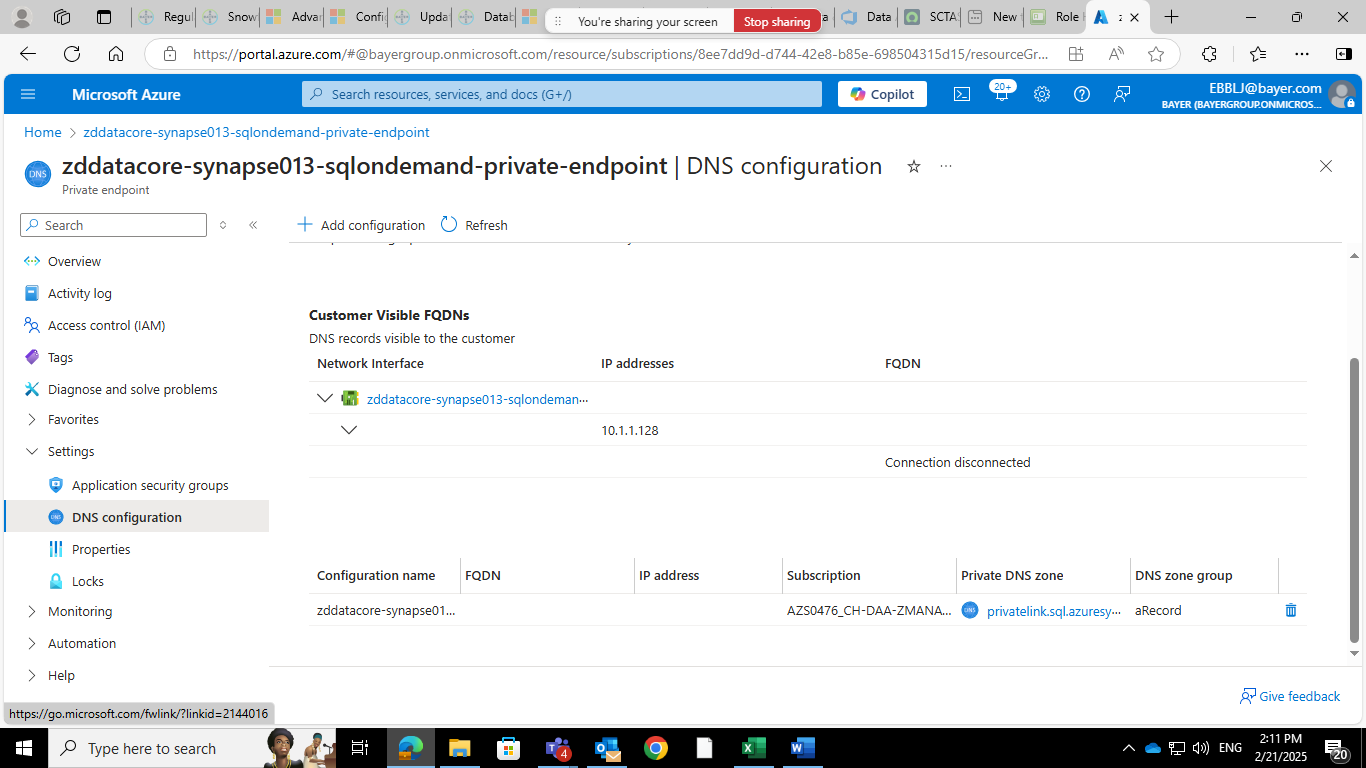 Regul
Snow
Advan
Config
Updat
Datab
You're sharing your screen
Stop sharing
Data
SCTAS
New
Role H
https://portal.azure.com/#@bayergroup.onmicrosoft.com/resource/subscriptions/8ee7dd9d-d744-42e8-b85e-698504315d15/resourceGr...
Microsoft Azure
Search resources, services, and docs (G+/)
Copilot
20+
EBBLJ@bayer.com
BAYER (BAYERGROUP.ONMICROS...
Home > zddatacore-synapse013-sqlondemand-private-endpoint
DNS
zddatacore-synapse013-sqlondemand-private-endpoint | DNS configuration
Private endpoint
Search
Add configuration
Refresh
Overview
Activity log
Access control (IAM)
Tags
Diagnose and solve problems
Favorites
Settings
Application security groups
DNS configuration
Properties
Locks
Monitoring
Automation
Help
Customer Visible FQDNs
DNS records visible to the customer
Network Interface IP addresses FQDN
zddatacore-synapse013-sqlondeman...
10.1.1.128
Connection disconnected
Configuration name FQDN IP address Subscription Private DNS zone DNS zone group
zddatacore-synapse01... AZS0476_CH-DAA-ZMANA... privatelink.sql.azuresy... aRecord
Give feedback
https://go.microsoft.com/fwlink/?linkid=2144016
Type here to search
4
ENG
2:11 PM
2/21/2025
20